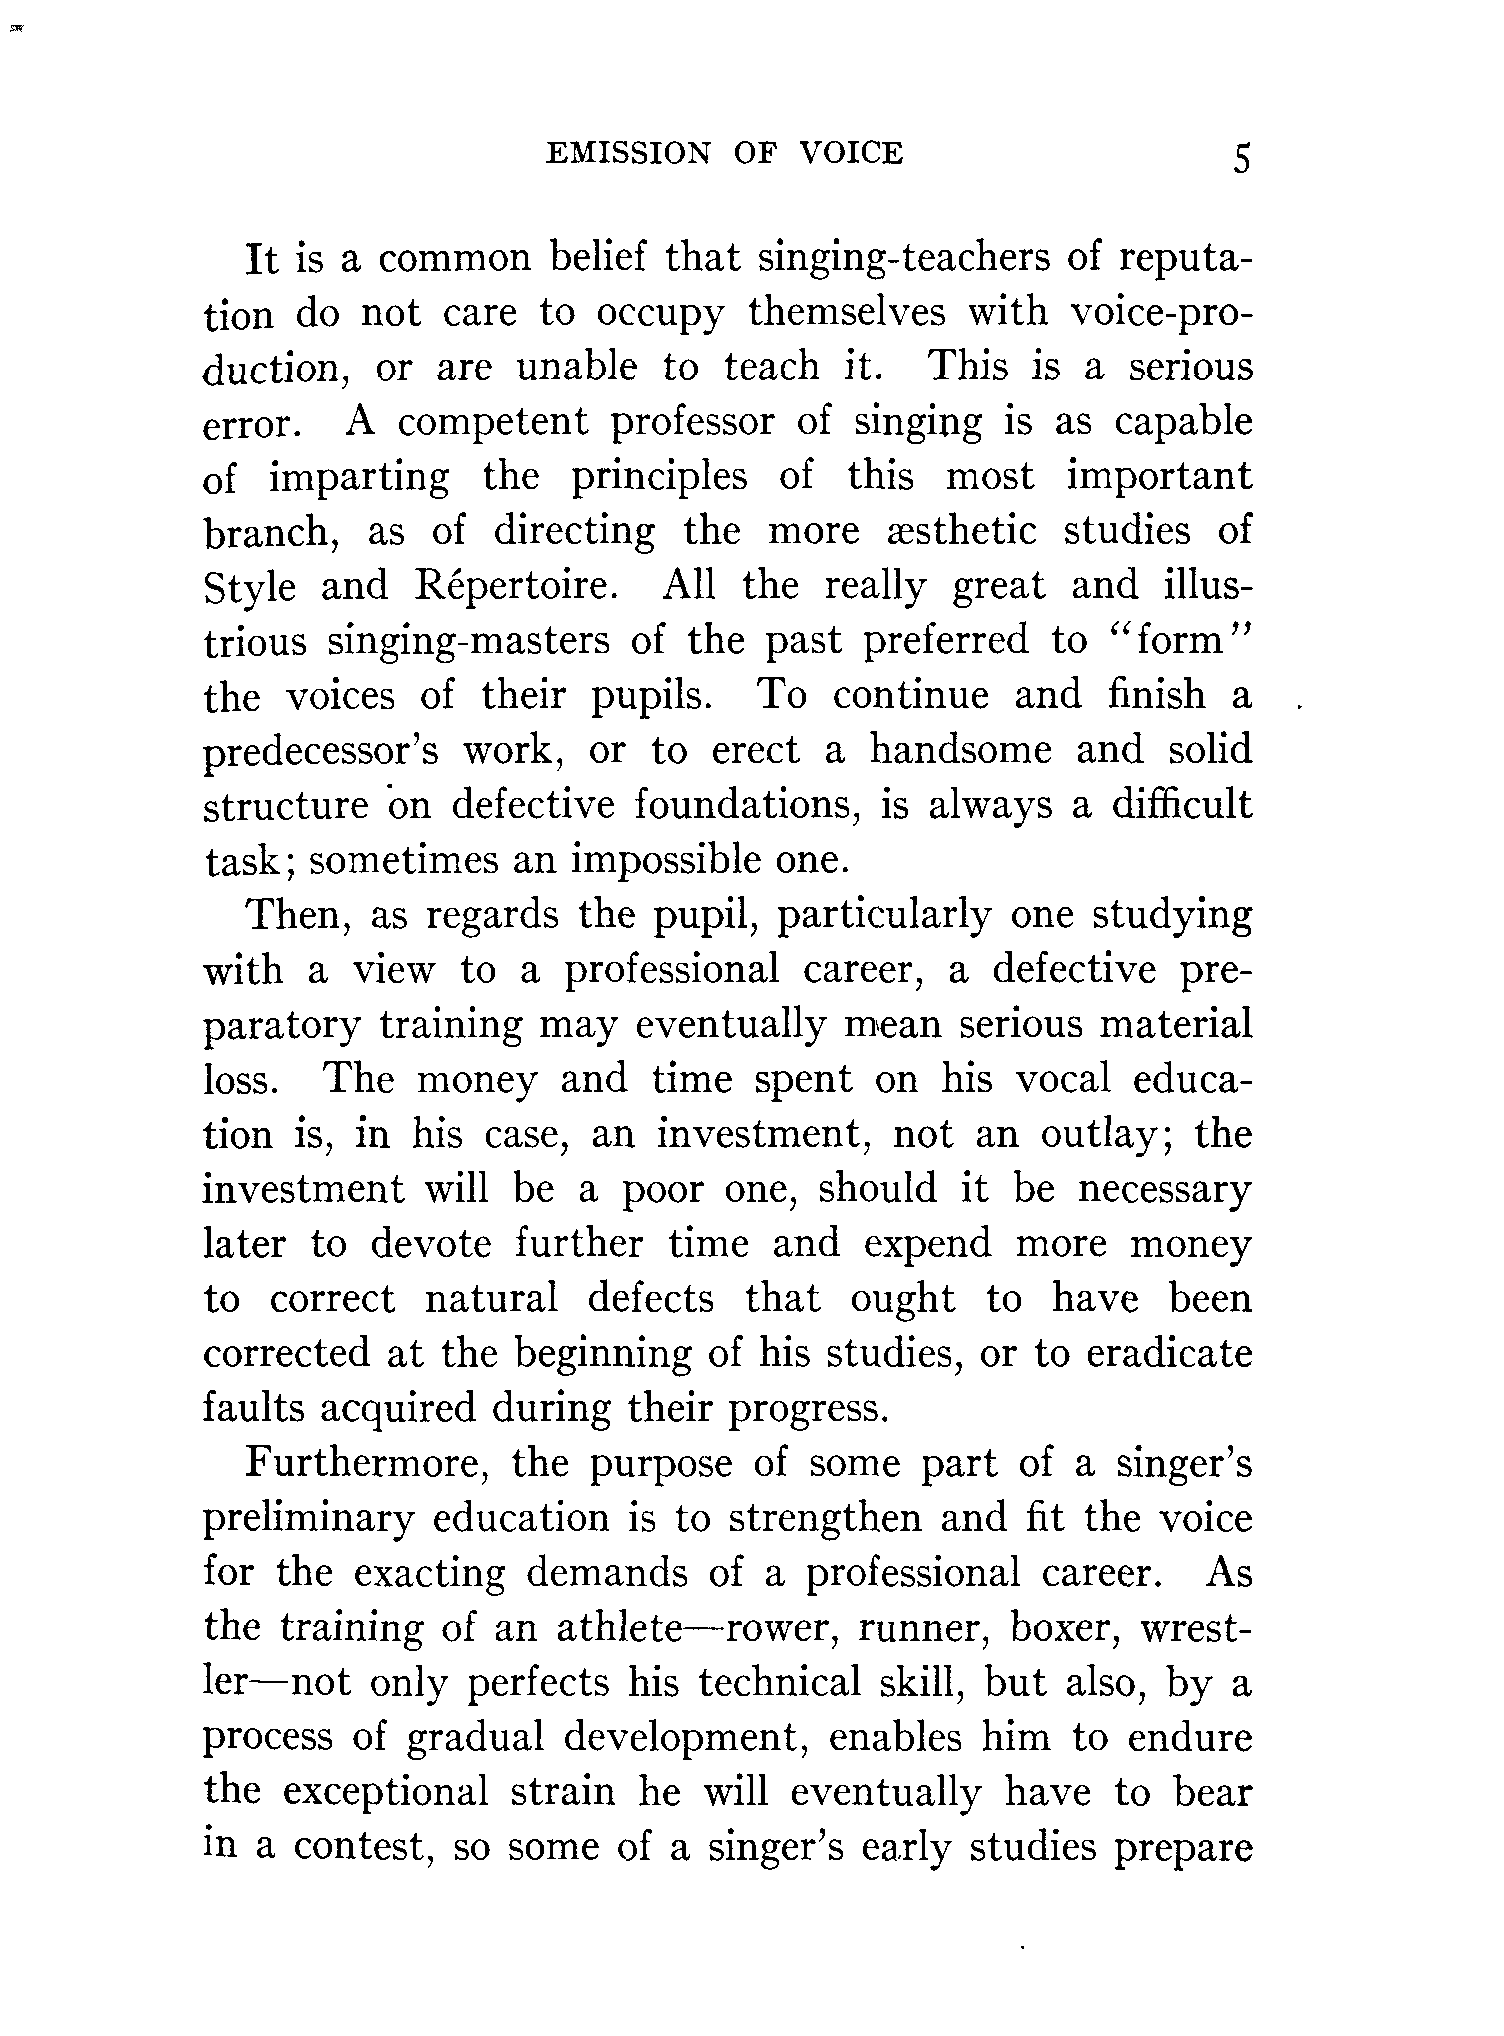 EMISSION OF VOICE 5
It is a common belief that singing-teachers of reputa-
tion do not care to occupy themselves with voice-pro-
duction, or are unable to teach it. This is a serious
error. A competent professor of singing is as capable
of imparting the principles of this most important
branch, as of directing the more æsthetic studies of
Style and Répertoire. All the really great and illus-
trious singing-masters of the past preferred to “form”
the voices of their pupils. To continue and finish a
predecessor’s work, or to erect a handsome and solid
structure on defective foundations, is always a difficult
task; sometimes an impossible one.
Then, as regards the pupil, particularly one studying
with a view to a professional career, a defective pre-
paratory training may eventually mean serious material
loss. The money and time spent on his vocal educa-
tion is, in his case, an investment, not an outlay; the
investment will be a poor one, should it be necessary
later to devote further time and expend more money
to correct natural defects that ought to have been
corrected at the beginning of his studies, or to eradicate
faults acquired during their progress.
Furthermore, the purpose of some part of a singer’s
preliminary education is to strengthen and fit the voice
for the exacting demands of a professional career. As
the training of an athlete—rower, runner, boxer, wrest-
ler—not only perfects his technical skill, but also, by a
process of gradual development, enables him to endure
the exceptional strain he will eventually have to bear
in a contest, so some of a singer’s early studies prepare